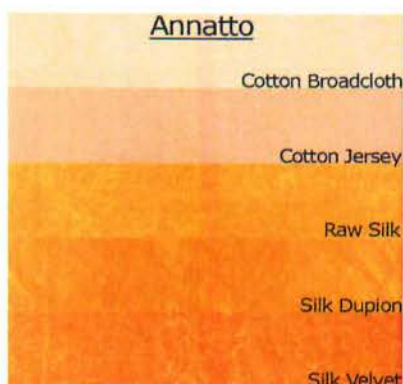 Annatto
Cotton Broadcloth
Cotton Jersey
Raw Silk
Silk Dupion
Silk Velvet